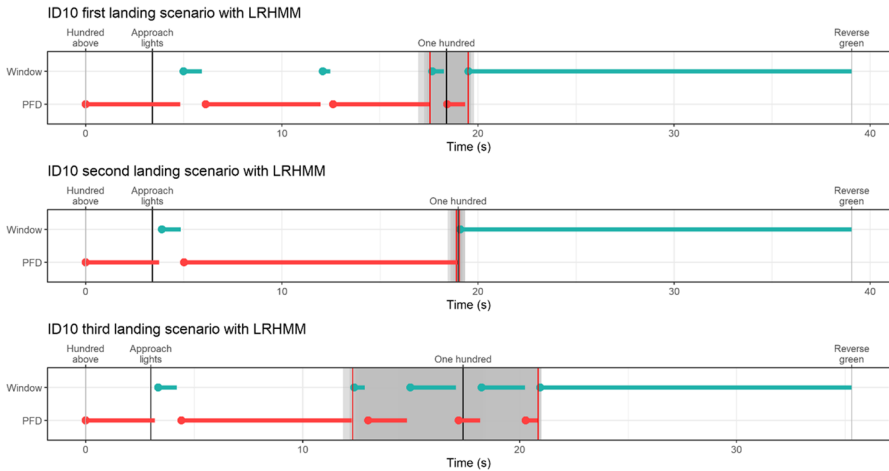 ID10 first landing scenario with LRHMM
Hundred Approach One hundred Reverse
above lights green
Window
PFD
0 10 20 30 40
Time (s)
ID10 second landing scenario with LRHMM
Hundred Approach One hundred Reverse
above lights green
Window
PFD
0 10 20 30 40
Time (s)
ID10 third landing scenario with LRHMM
Hundred Approach One hundred Reverse
above lights green
Window
PFD
0 10 20 30
Time (s)